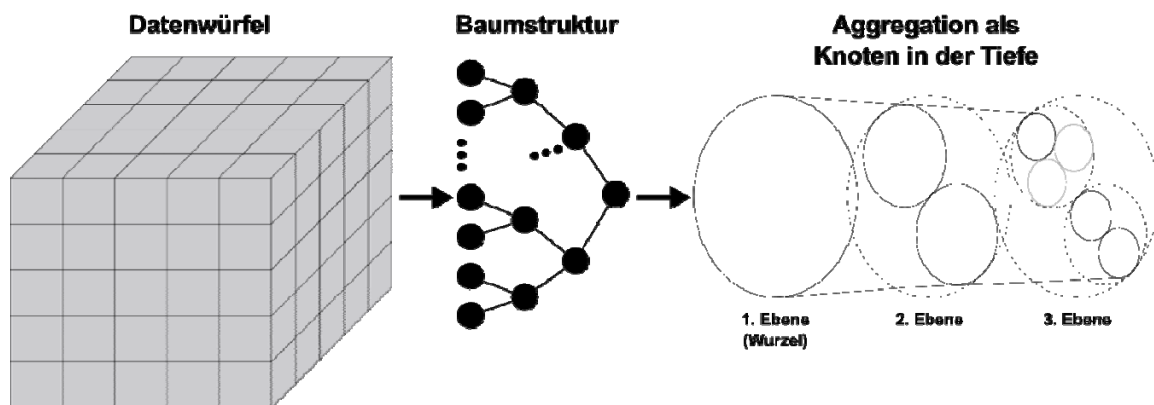 Datenwürfel
Baumstruktur
Aggregation als
Knoten in der Tiefe
1. Ebene
(Wurzel)
2. Ebene
3. Ebene